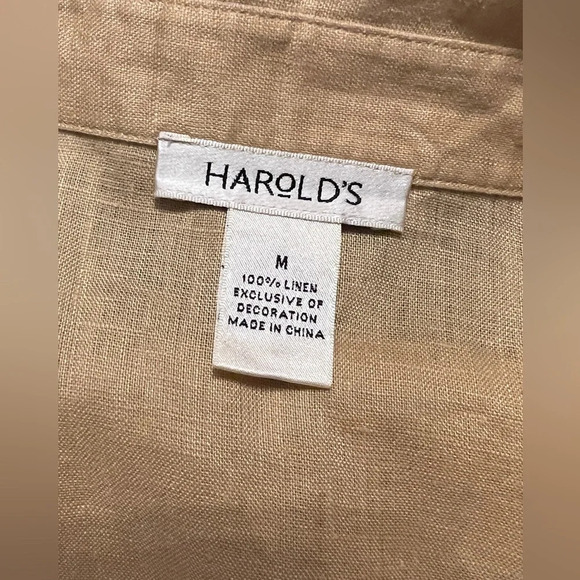 HAROLD'S
M
100% LINEN
EXCLUSIVE OF
DECORATION
MADE IN CHINA